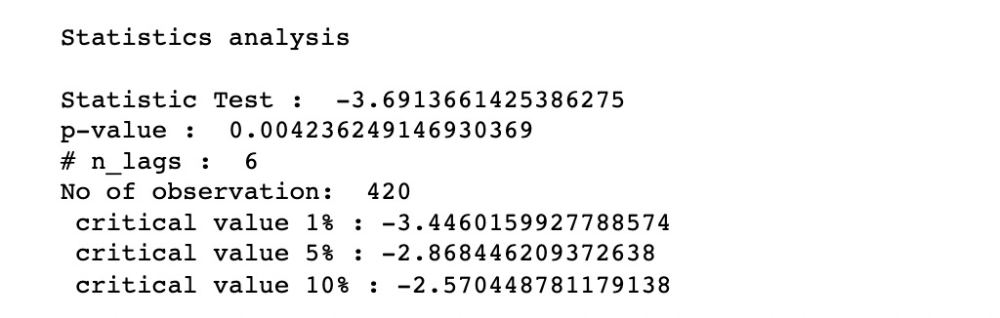 Statistics analysis
Statistic Test :  -3.6913661425386275
p-value :  0.004236249146930369
# n_lags :  6
No of observation:  420
 critical value 1% : -3.4460159927788574
 critical value 5% : -2.868446209372638
 critical value 10% : -2.570448781179138